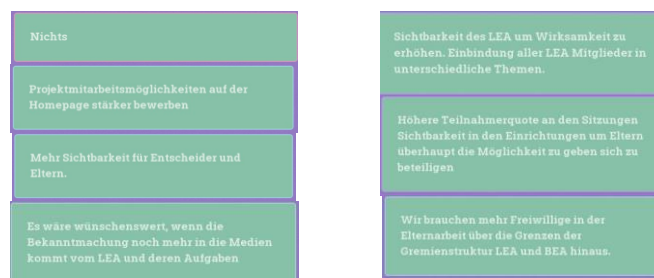 Nichts
Projektmitarbeitsmöglichkeiten auf der
Homepage stärker bewerben
Mehr Sichtbarkeit für Entscheider und
Eltern.
Es wäre wünschenswert, wenn die
Bekanntmachung noch mehr in die Medien
kommt vom LEA und deren Aufgaben
Sichtbarkeit des LEA um Wirksamkeit zu
erhöhen. Einbindung aller LEA Mitglieder in
unterschiedliche Themen.
Höhere Teilnahmerquote an den Sitzungen
Sichtbarkeit in den Einrichtungen um Eltern
überhaupt die Möglichkeit zu geben sich zu
beteiligen
Wir brauchen mehr Freiwillige in der
Elternarbeit über die Grenzen der
Gremienstruktur LEA und BEA hinaus.